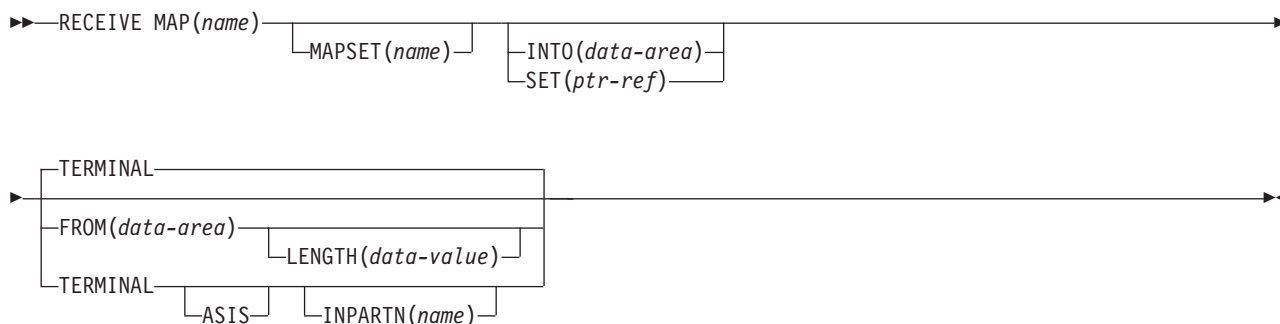 RECEIVE MAP(name)
MAPSET(name)
INTO(data-area)
SET(ptr-ref)
TERMINAL
FROM(data-area)
LENGTH(data-value)
TERMINAL
ASIS
INPARTN(name)